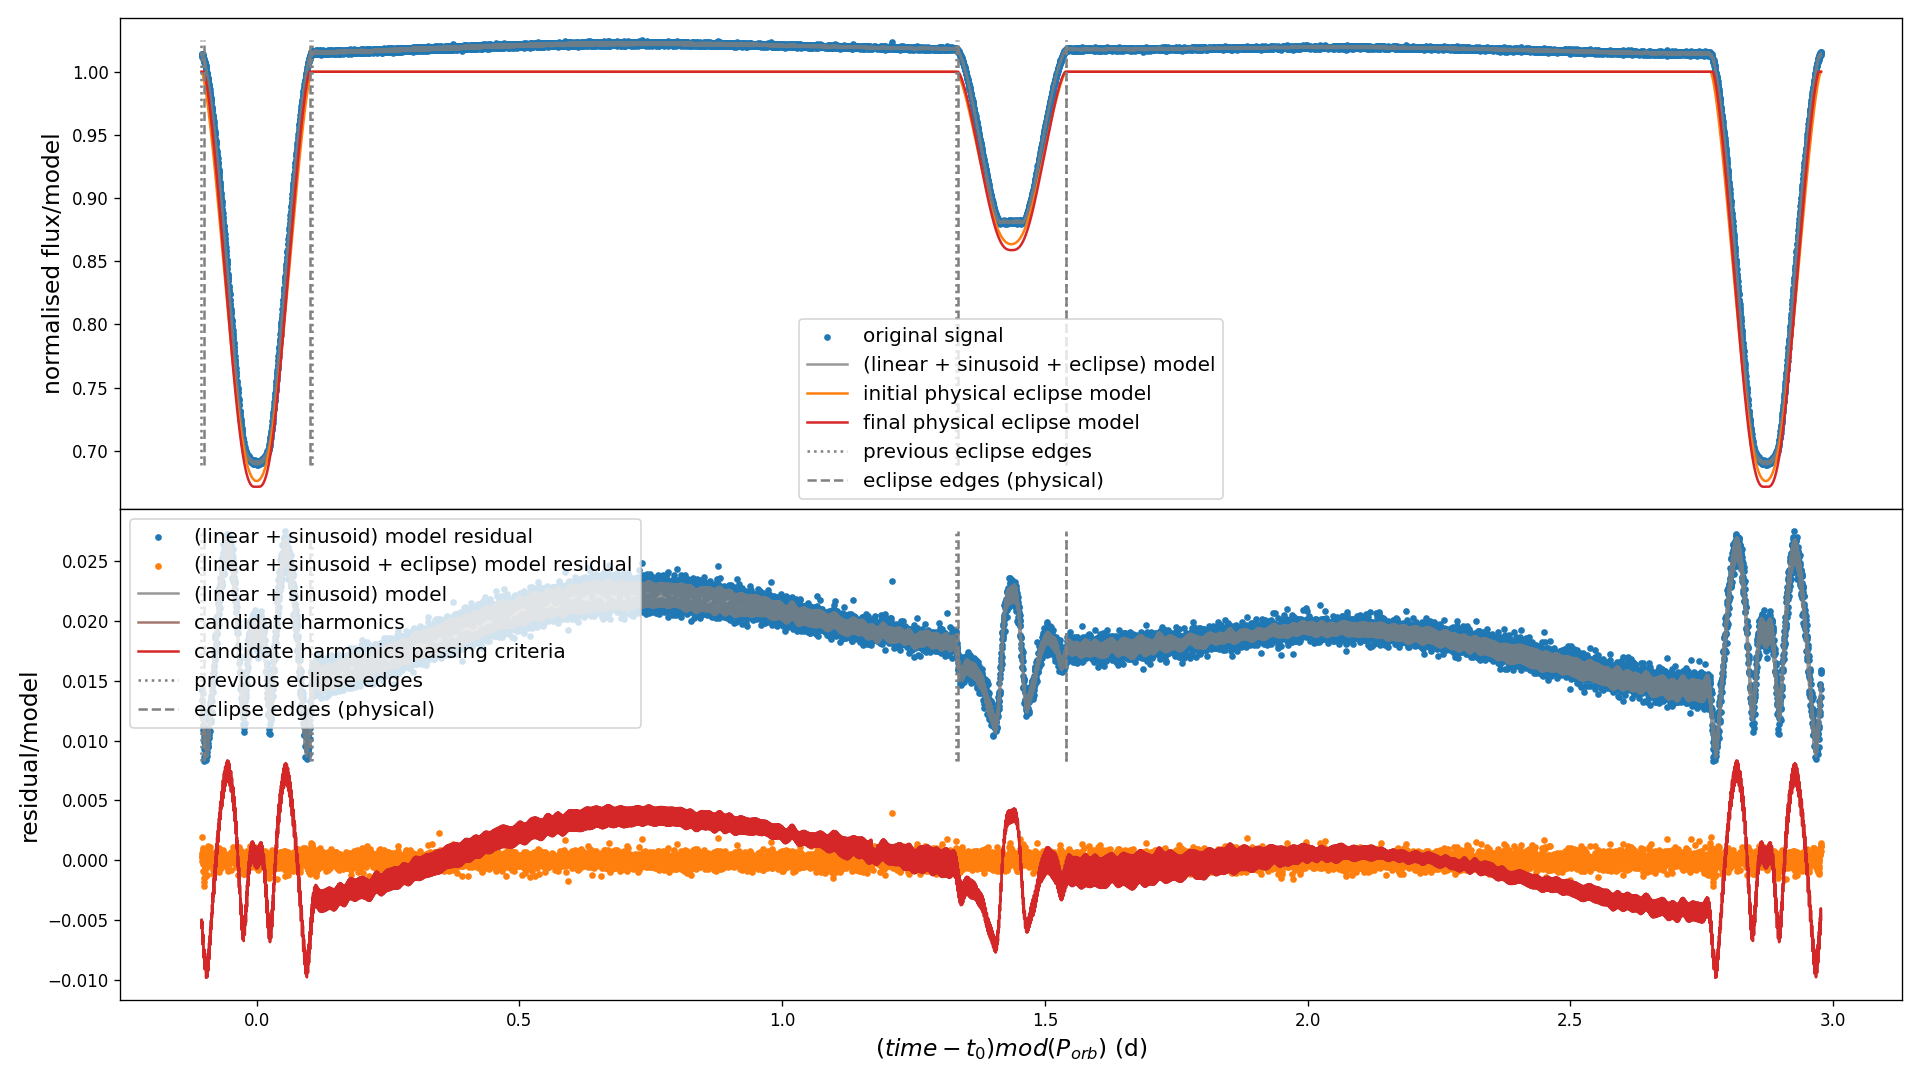 normalised flux/model
1.00
0.95
0.90
0.85
0.80
0.75
0.70
original signal
(linear + sinusoid + eclipse) model
initial physical eclipse model
final physical eclipse model
previous eclipse edges
eclipse edges (physical)
residual/model
0.025
0.020
0.015
0.010
0.005
0.000
−0.005
−0.010
(linear + sinusoid) model residual
(linear + sinusoid + eclipse) model residual
(linear + sinusoid) model
candidate harmonics
candidate harmonics passing criteria
previous eclipse edges
eclipse edges (physical)
0.0 0.5 1.0 1.5 2.0 2.5 3.0
(time − t₀)mod(P_orb) (d)